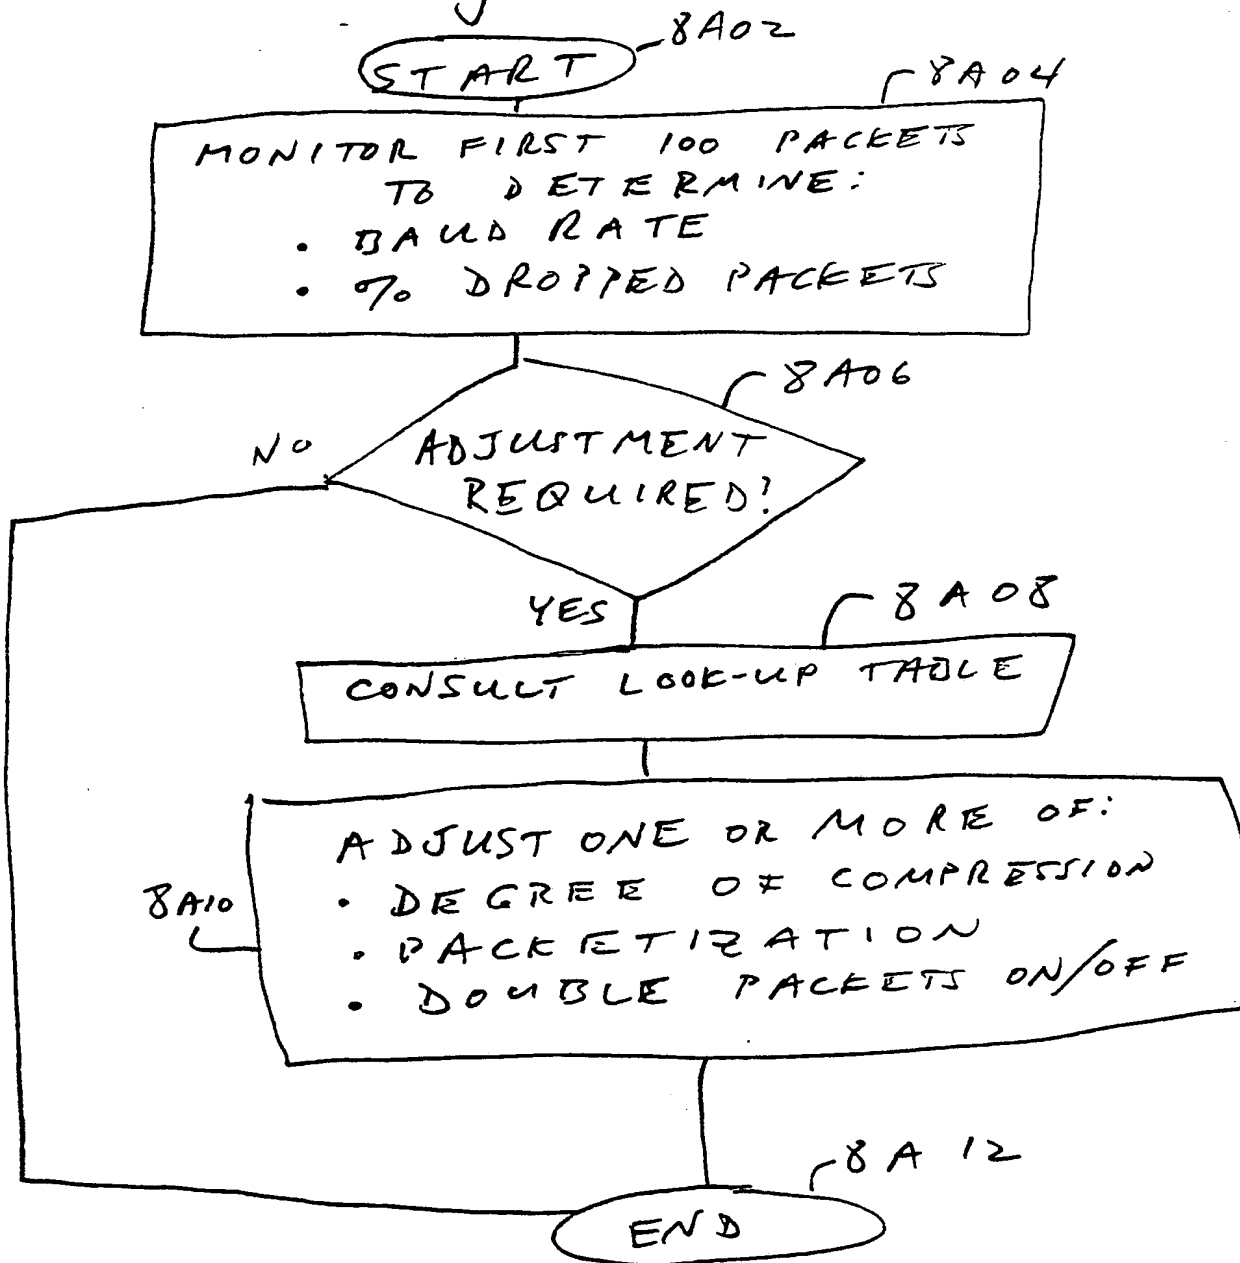 8A02
START
8A04
MONITOR FIRST 100 PACKETS
TO DETERMINE:
• BAUD RATE
• % DROPPED PACKETS
8A06
NO
ADJUSTMENT
REQUIRED?
YES
8A08
CONSULT LOOK-UP TABLE
ADJUST ONE OR MORE OF:
• DEGREE OF COMPRESSION
8A10
• PACKETIZATION
• DOUBLE PACKETS ON/OFF
8A12
END